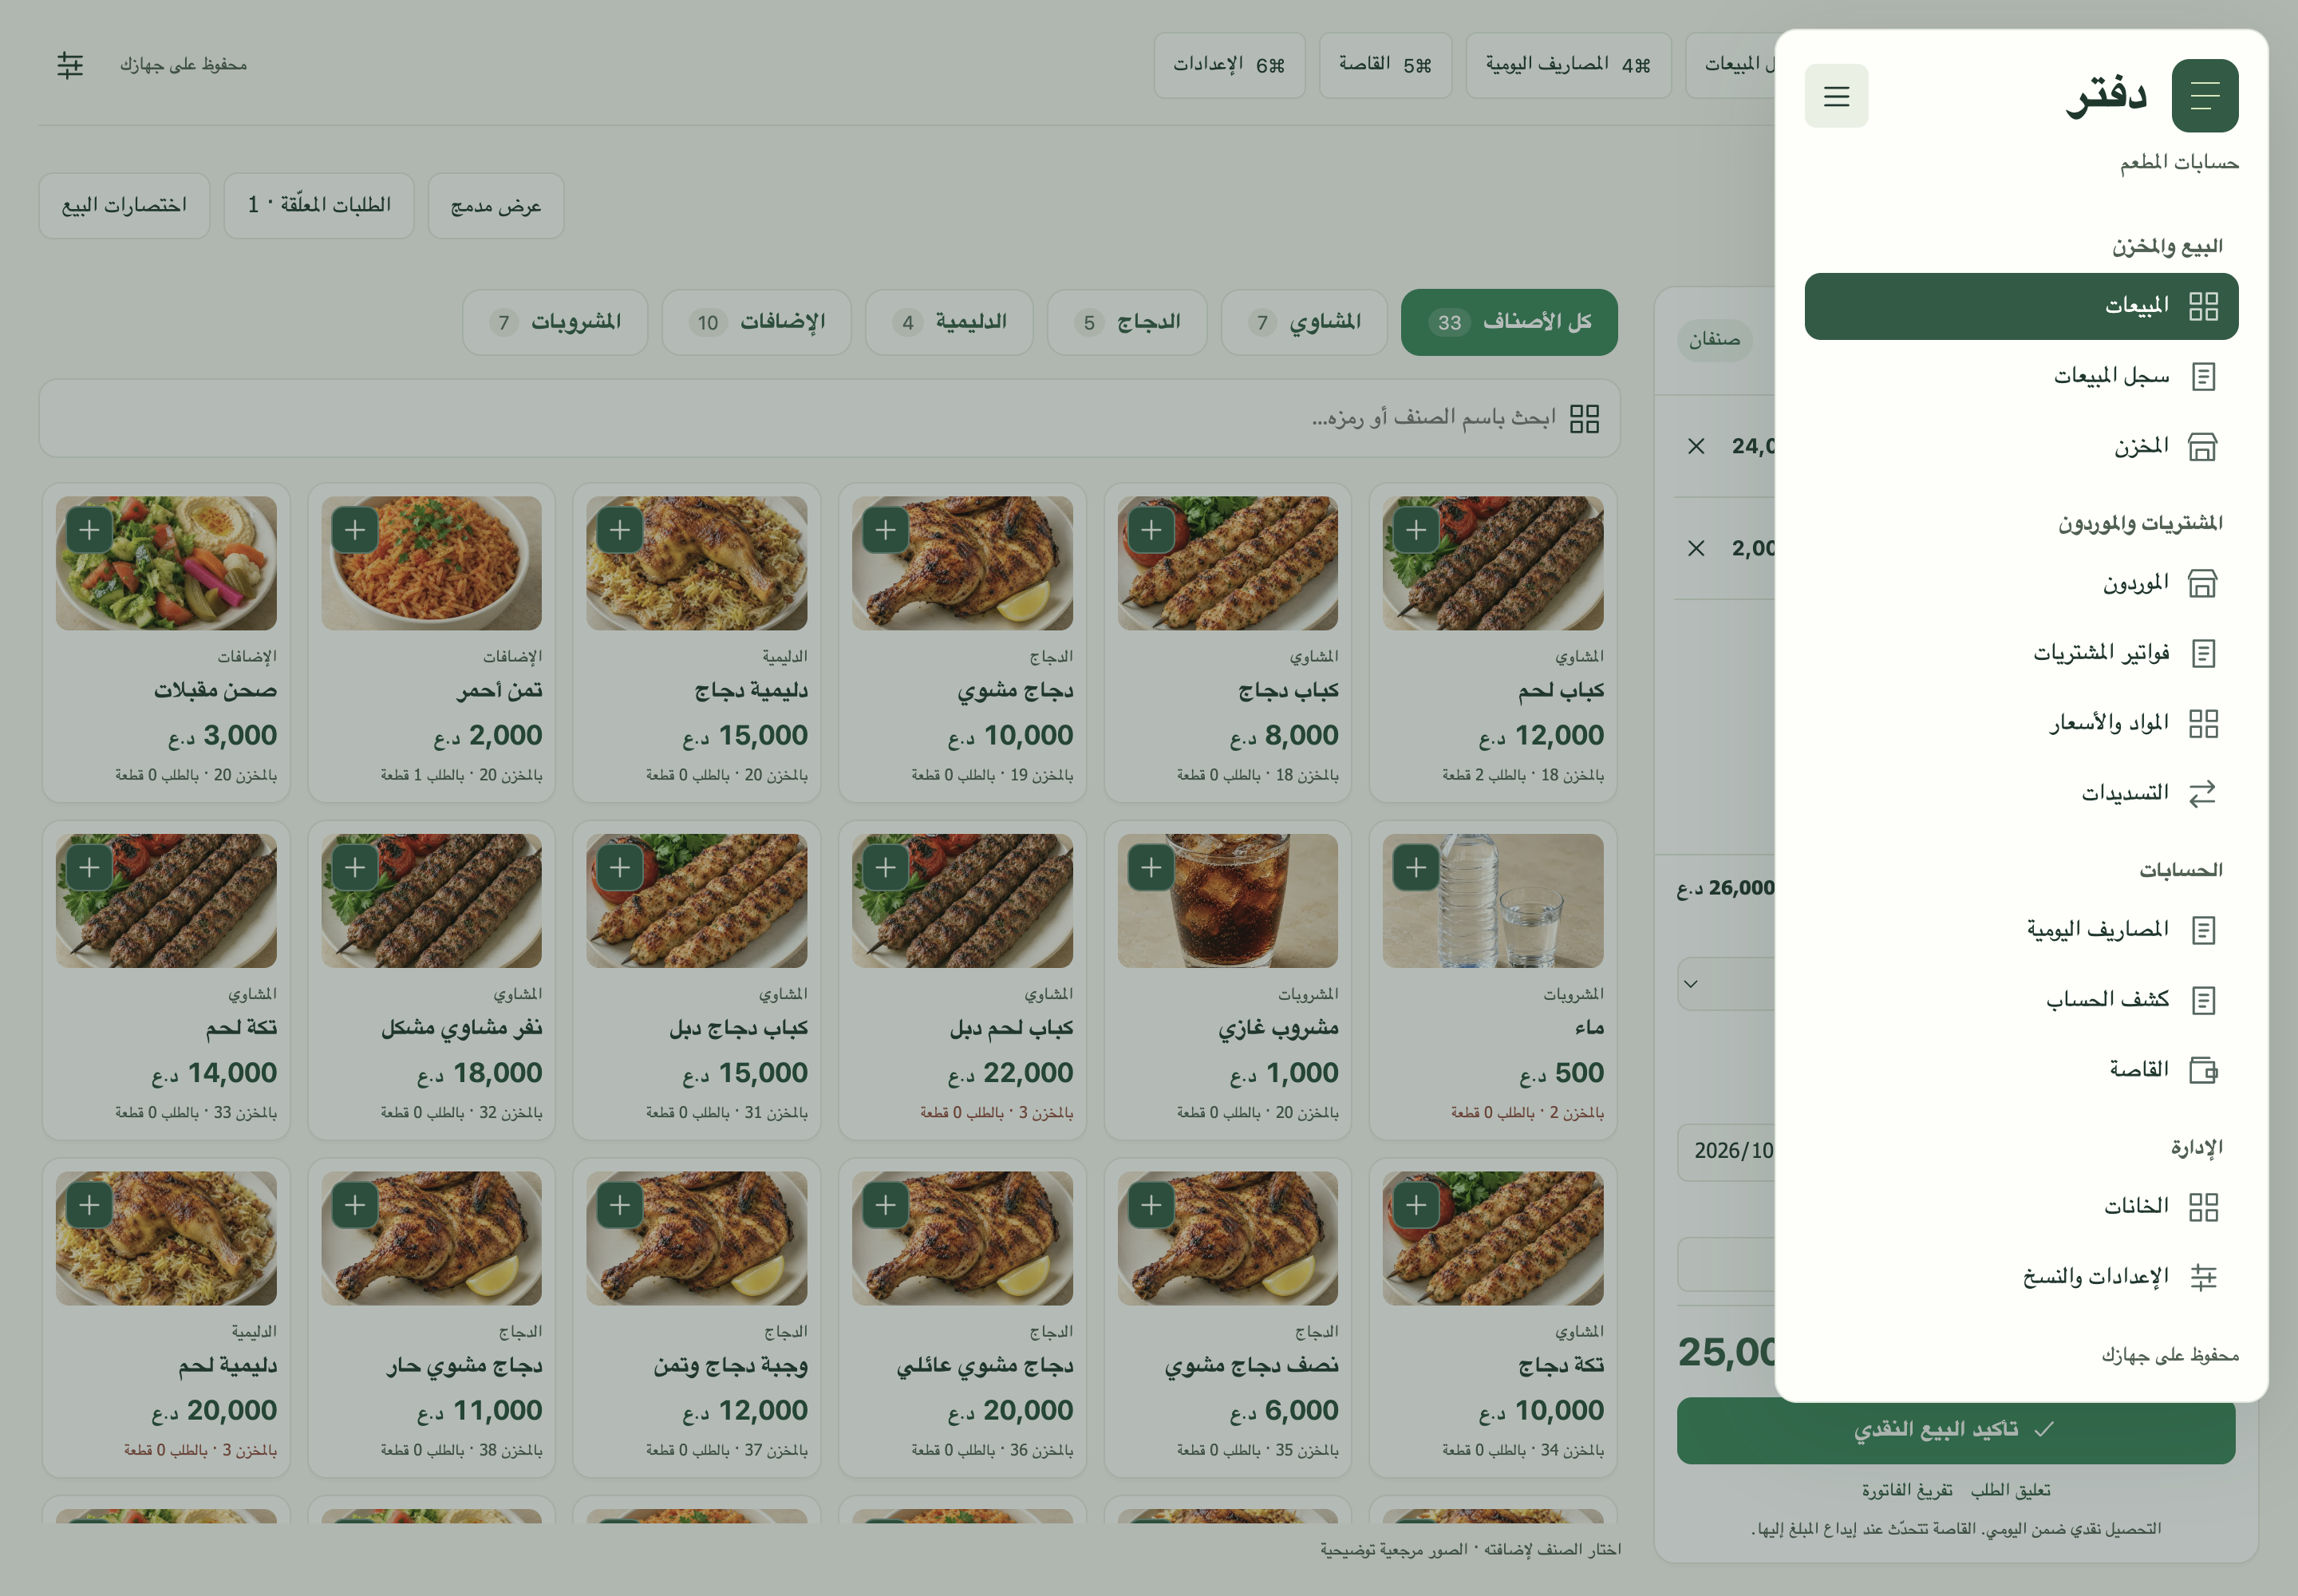 دفتر
حسابات المطعم
البيع والمخزن
المبيعات
سجل المبيعات
المخزن
المشتريات والموردون
الموردون
فواتير المشتريات
المواد والأسعار
التسديدات
الحسابات
المصاريف اليومية
كشف الحساب
القاصة
الإدارة
الخانات
الإعدادات والنسخ
محفوظ على جهازك
المبيعات
⌘4 المصاريف اليومية
⌘5 القاصة
⌘6 الإعدادات
محفوظ على جهازك
عرض مدمج
الطلبات المعلّقة · 1
اختصارات البيع
صنفان
26,000 د.ع
تأكيد البيع النقدي
تعليق الطلب تفريغ الفاتورة
التحصيل نقدي ضمن اليومي. القاصة تتحدّث عند إيداع المبلغ إليها.
كل الأصناف 33
المشاوي 7
الدجاج 5
الدليمية 4
الإضافات 10
المشروبات 7
ابحث باسم الصنف أو رمزه...
المشاوي
كباب لحم
12,000 د.ع
بالمخزن 18 · بالطلب 2 قطعة
المشاوي
كباب دجاج
8,000 د.ع
بالمخزن 18 · بالطلب 0 قطعة
الدجاج
دجاج مشوي
10,000 د.ع
بالمخزن 19 · بالطلب 0 قطعة
الدليمية
دليمية دجاج
15,000 د.ع
بالمخزن 20 · بالطلب 0 قطعة
الإضافات
تمن أحمر
2,000 د.ع
بالمخزن 20 · بالطلب 1 قطعة
الإضافات
صحن مقبلات
3,000 د.ع
بالمخزن 20 · بالطلب 0 قطعة
المشروبات
ماء
500 د.ع
بالمخزن 2 · بالطلب 0 قطعة
المشروبات
مشروب غازي
1,000 د.ع
بالمخزن 20 · بالطلب 0 قطعة
المشاوي
كباب لحم دبل
22,000 د.ع
بالمخزن 3 · بالطلب 0 قطعة
المشاوي
كباب دجاج دبل
15,000 د.ع
بالمخزن 31 · بالطلب 0 قطعة
المشاوي
نفر مشاوي مشكل
18,000 د.ع
بالمخزن 32 · بالطلب 0 قطعة
المشاوي
تكة لحم
14,000 د.ع
بالمخزن 33 · بالطلب 0 قطعة
المشاوي
تكة دجاج
10,000 د.ع
بالمخزن 34 · بالطلب 0 قطعة
الدجاج
نصف دجاج مشوي
6,000 د.ع
بالمخزن 35 · بالطلب 0 قطعة
الدجاج
دجاج مشوي عائلي
20,000 د.ع
بالمخزن 36 · بالطلب 0 قطعة
الدجاج
وجبة دجاج وتمن
12,000 د.ع
بالمخزن 37 · بالطلب 0 قطعة
الدجاج
دجاج مشوي حار
11,000 د.ع
بالمخزن 38 · بالطلب 0 قطعة
الدليمية
دليمية لحم
20,000 د.ع
بالمخزن 3 · بالطلب 0 قطعة
اختار الصنف لإضافته · الصور مرجعية توضيحية